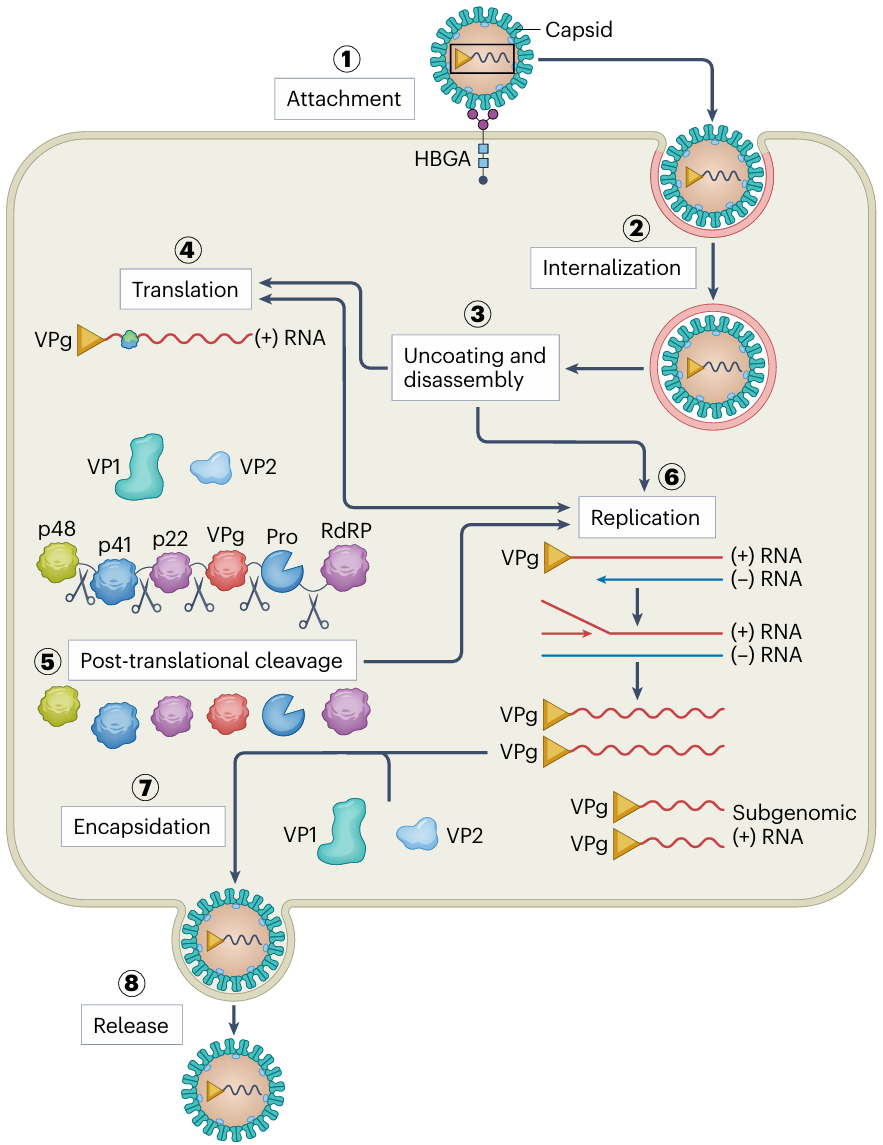 Capsid
1
Attachment
HBGA
2
Internalization
3
Uncoating and
disassembly
4
Translation
VPg
(+) RNA
VP1
VP2
p48
p41
p22
VPg
Pro
RdRP
5
Post-translational cleavage
6
Replication
VPg
(+) RNA
(–) RNA
(+) RNA
(–) RNA
VPg
VPg
VPg
VPg
Subgenomic
(+) RNA
7
Encapsidation
VP1
VP2
8
Release